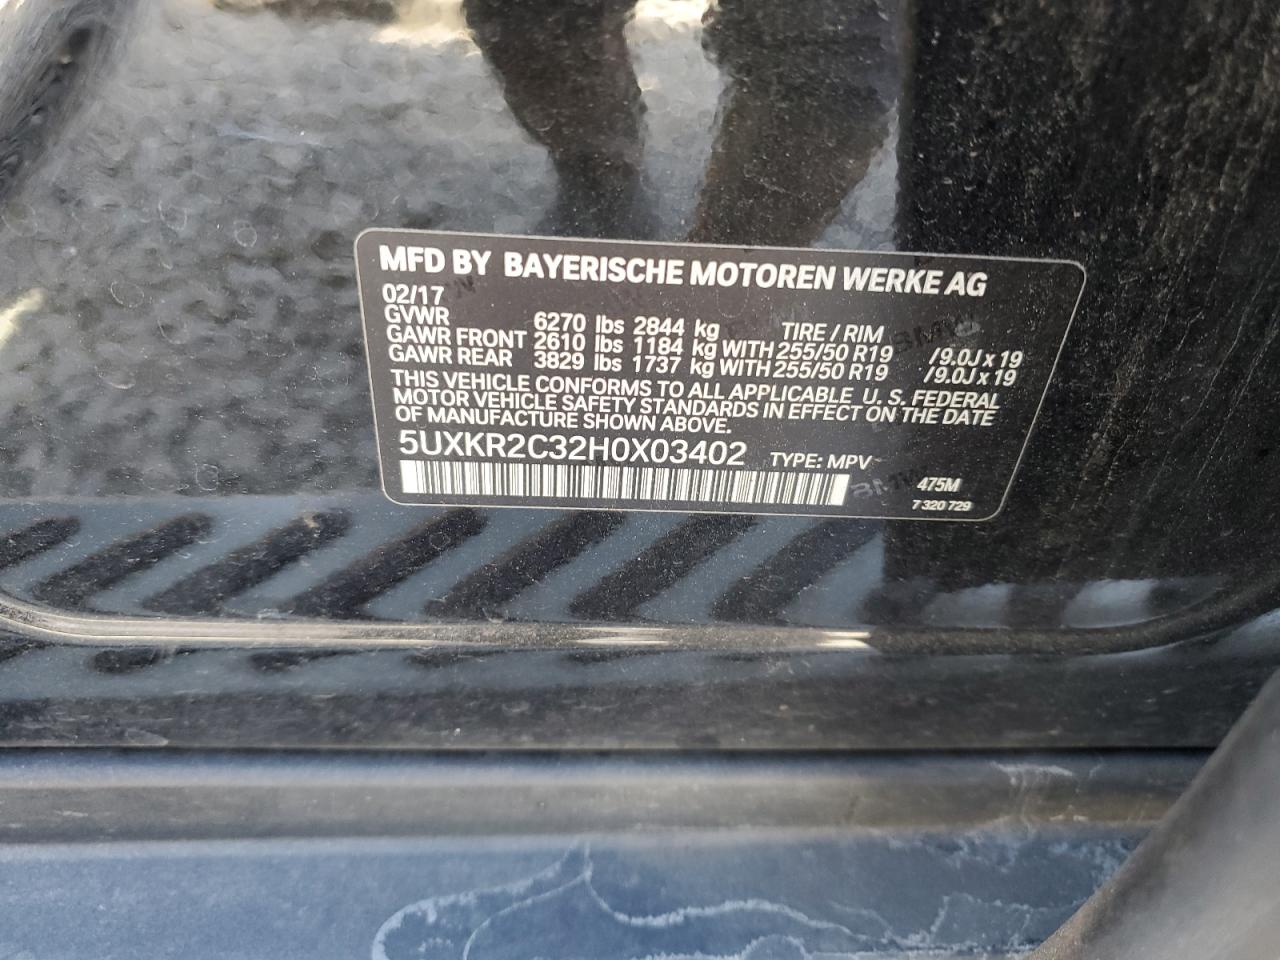 MFD BY BAYERISCHE MOTOREN WERKE AG
02/17
GVWR 6270 lbs 2844 kg TIRE / RIM
GAWR FRONT 2610 lbs 1184 kg WITH 255/50 R19 /9.0J x 19
GAWR REAR 3829 lbs 1737 kg WITH 255/50 R19 /9.0J x 19
THIS VEHICLE CONFORMS TO ALL APPLICABLE U. S. FEDERAL
MOTOR VEHICLE SAFETY STANDARDS IN EFFECT ON THE DATE
OF MANUFACTURE SHOWN ABOVE.
5UXKR2C32H0X03402 TYPE: MPV
475M
7 320 729